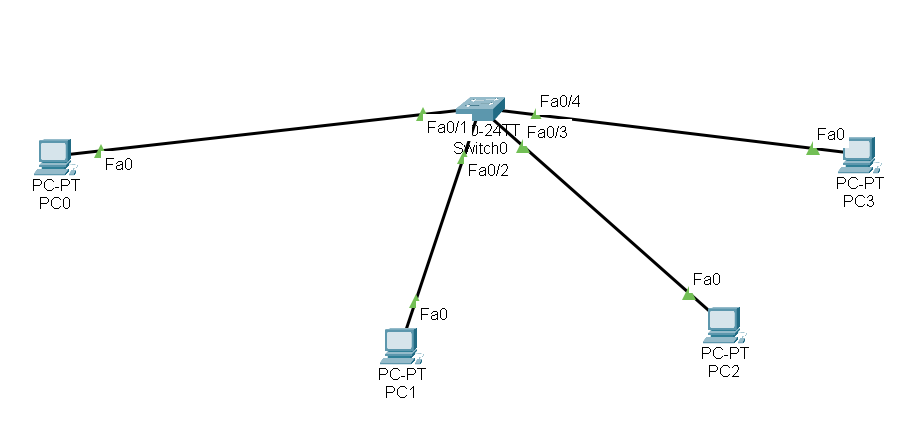 Fa0/4
Fa0/1
0-24TT
Fa0/3
Fa0
Switch0
Fa0
Fa0/2
PC-PT
PC0
PC-PT
PC3
Fa0
Fa0
PC-PT
PC2
PC-PT
PC1